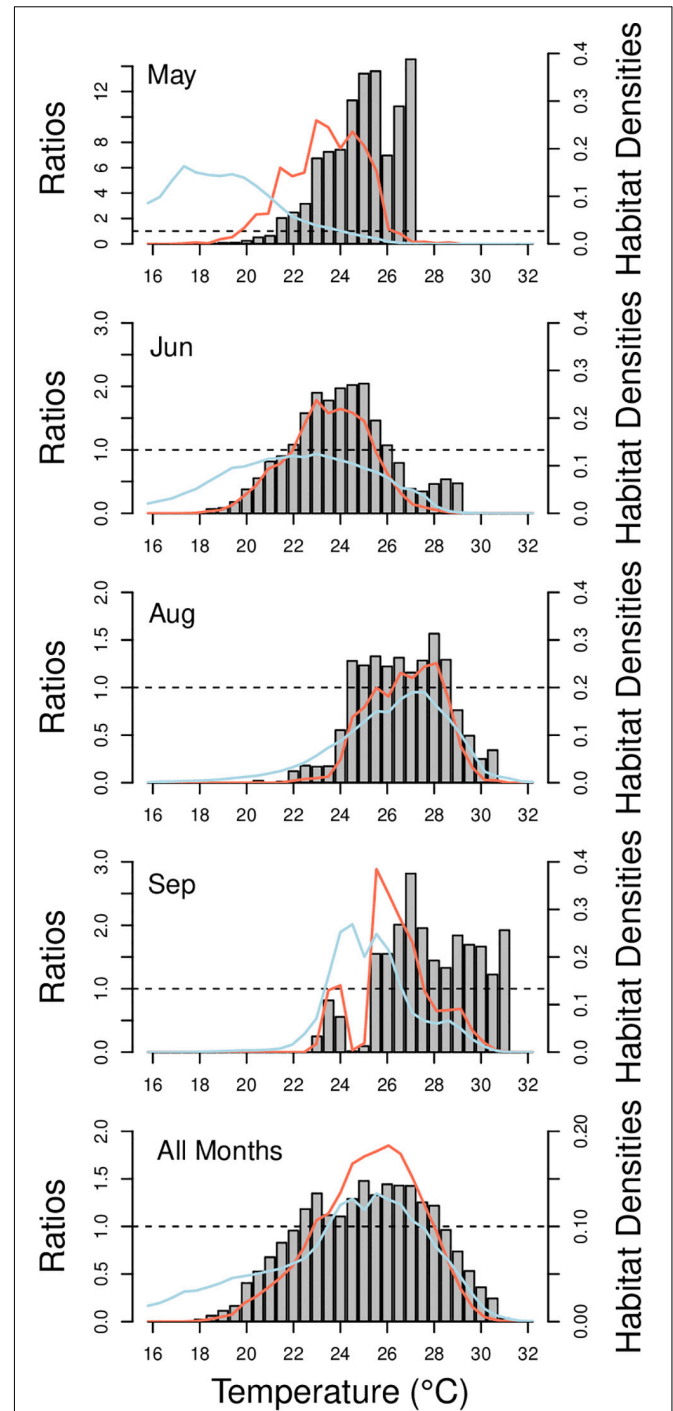 May
Ratios
0 2 4 6 8 12
0.0 0.1 0.2 0.3 0.4
Habitat Densities
16 18 20 22 24 26 28 30 32
Jun
Ratios
0.0 1.0 2.0 3.0
0.0 0.1 0.2 0.3 0.4
Habitat Densities
16 18 20 22 24 26 28 30 32
Aug
Ratios
0.0 0.5 1.0 1.5 2.0
0.0 0.1 0.2 0.3 0.4
Habitat Densities
16 18 20 22 24 26 28 30 32
Sep
Ratios
0.0 1.0 2.0 3.0
0.0 0.1 0.2 0.3 0.4
Habitat Densities
16 18 20 22 24 26 28 30 32
All Months
Ratios
0.0 0.5 1.0 1.5 2.0
0.00 0.10 0.20
Habitat Densities
16 18 20 22 24 26 28 30 32
Temperature (°C)